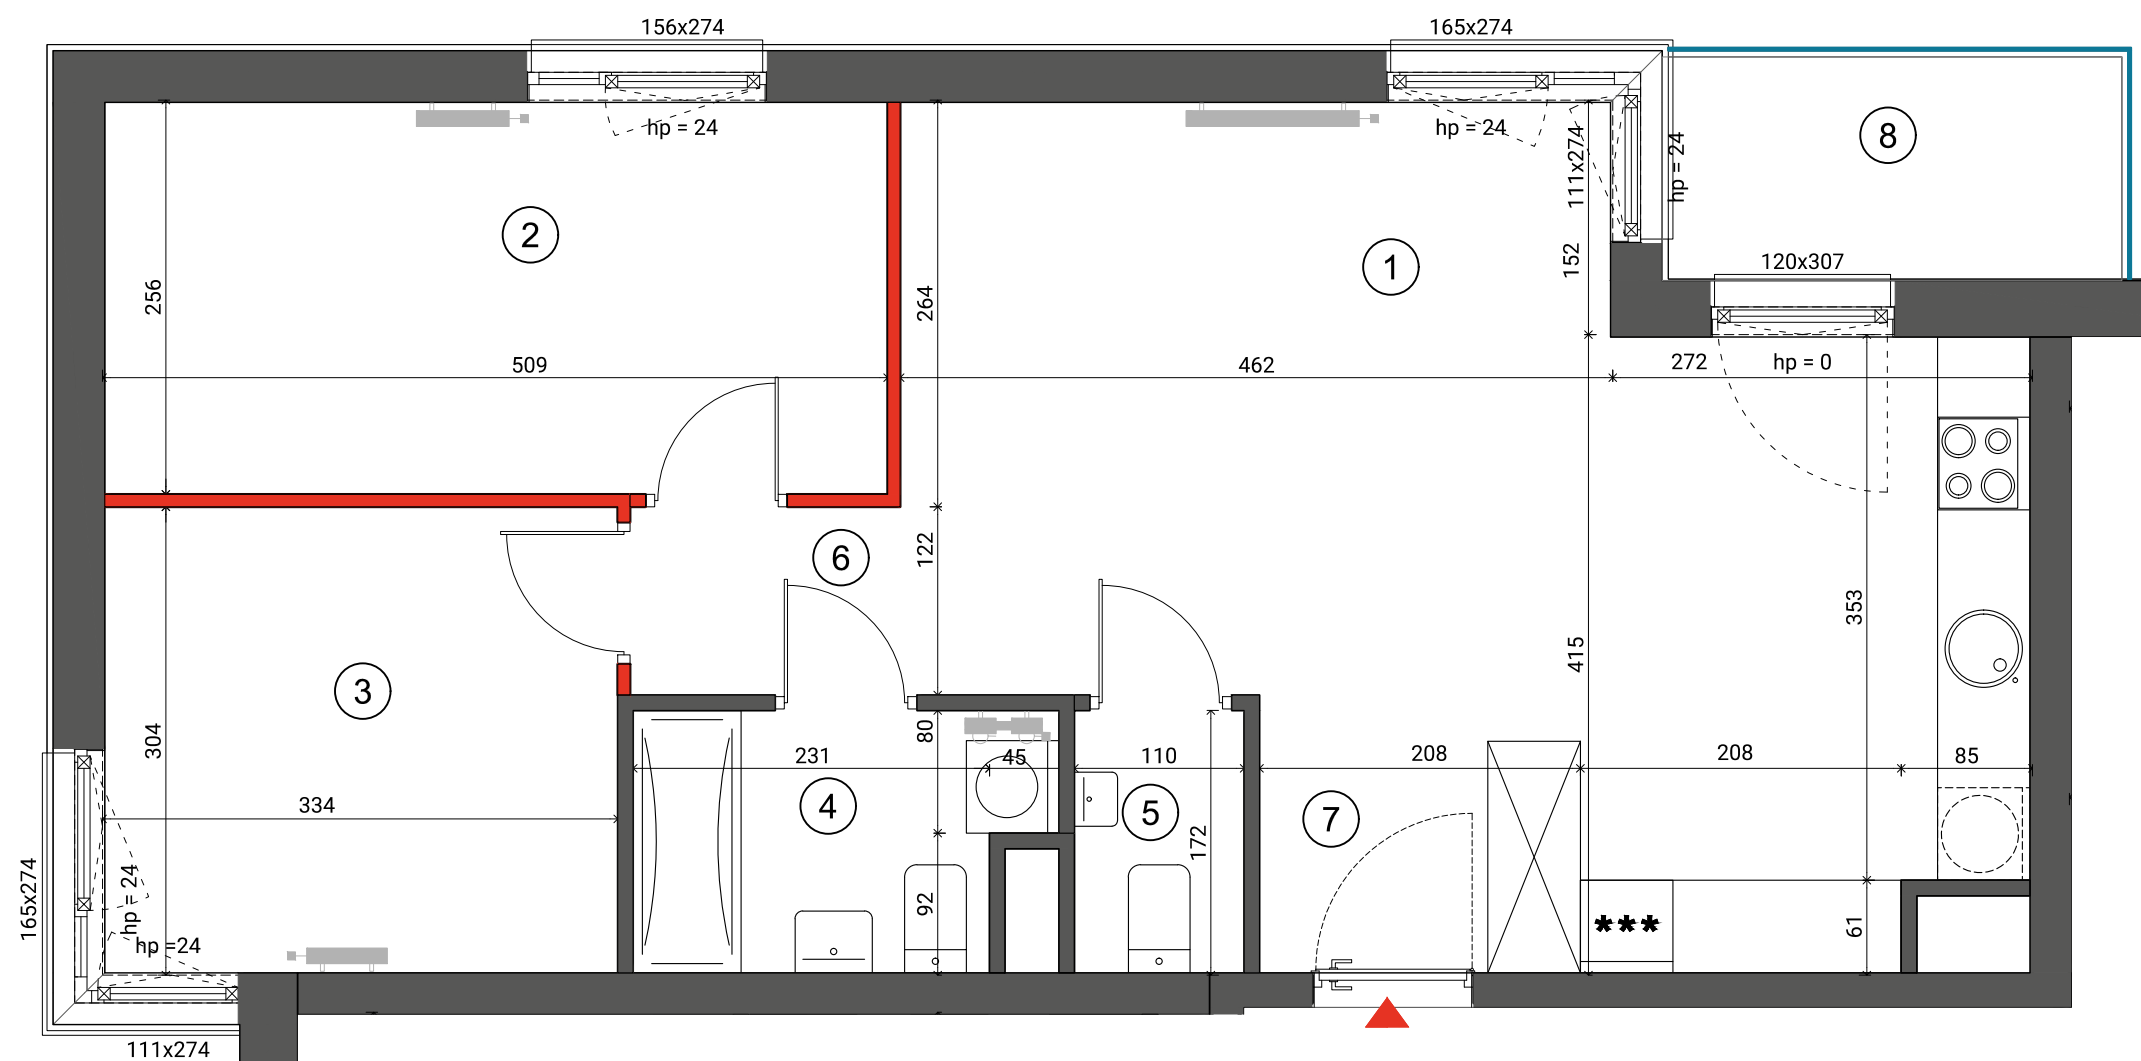 156x274
165x274
hp = 24
hp = 24
111x274
hp = 24
8
2
1
152
120x307
256
264
509
462
272
hp = 0
6
122
353
415
3
304
80
231
45
110
208
208
85
334
4
5
7
172
165x274
hp = 24
92
***
61
hp =24
111x274